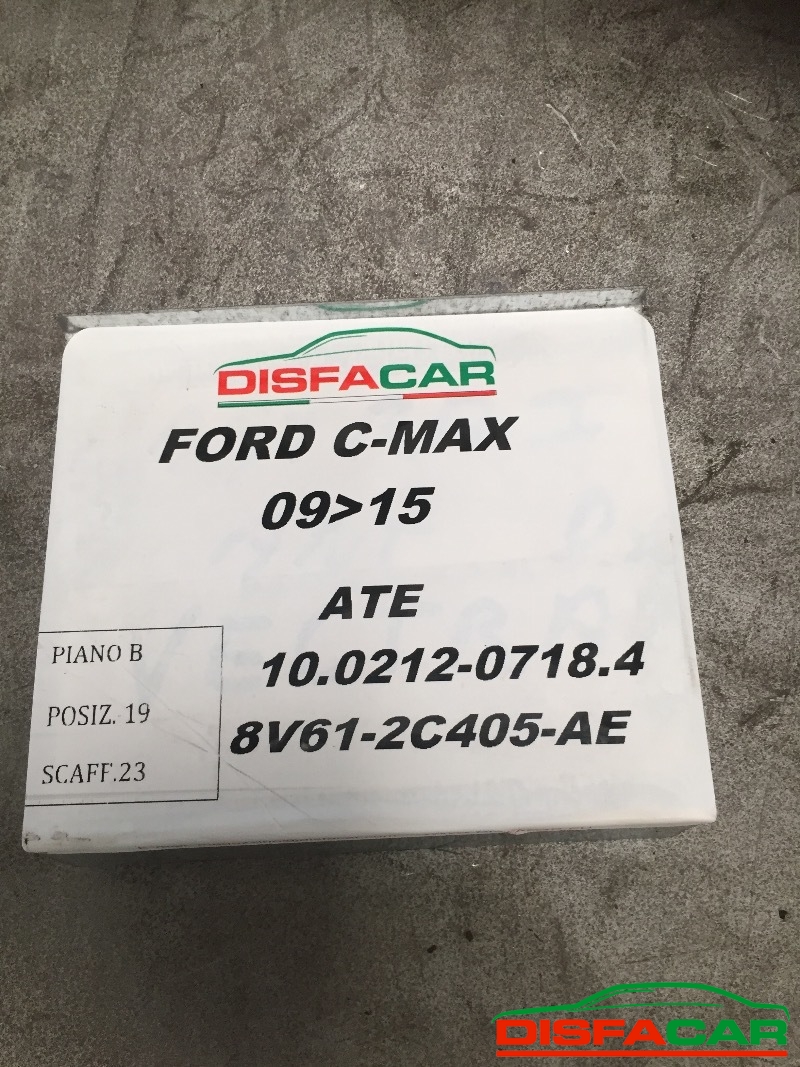 DISFACAR
FORD C-MAX
09>15
ATE
10.0212-0718.4
8V61-2C405-AE
PIANO B
POSIZ. 19
SCAFF.23
DISFACAR